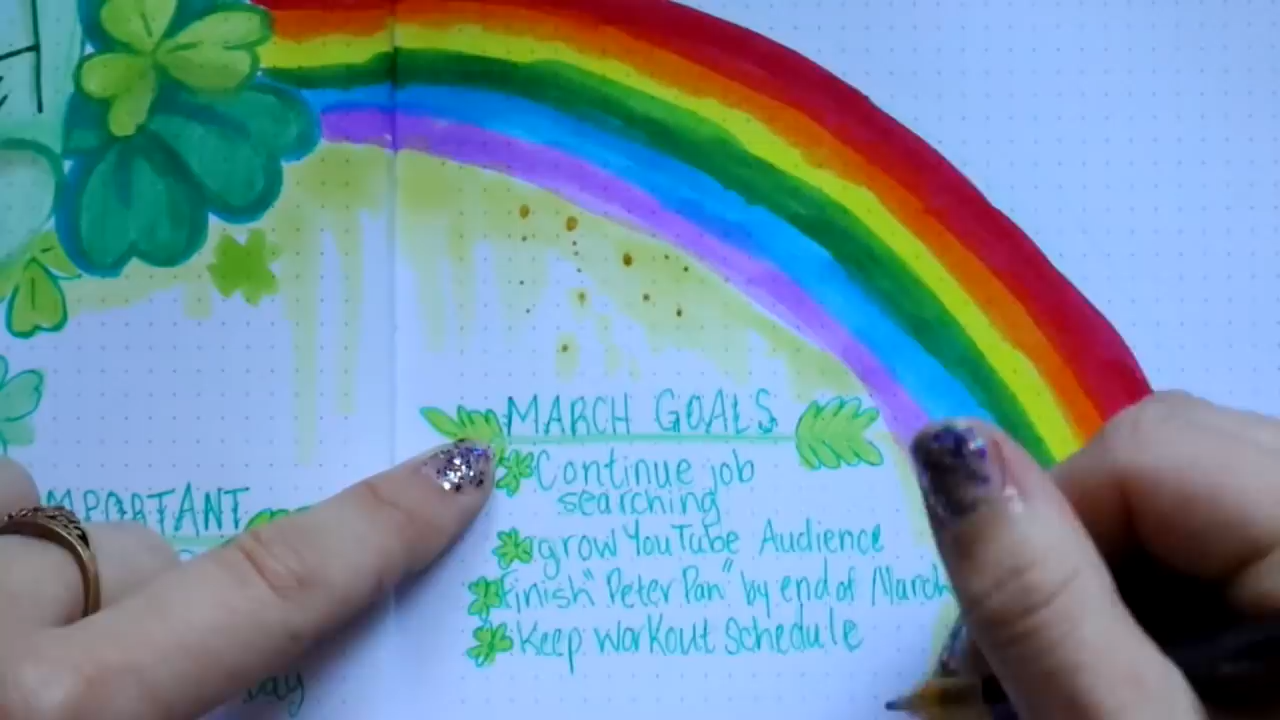 MARCH GOALS
Continue job
searching
grow YouTube Audience
Finish "Peter Pan" by end of March
Keep workout schedule
MPORTANT